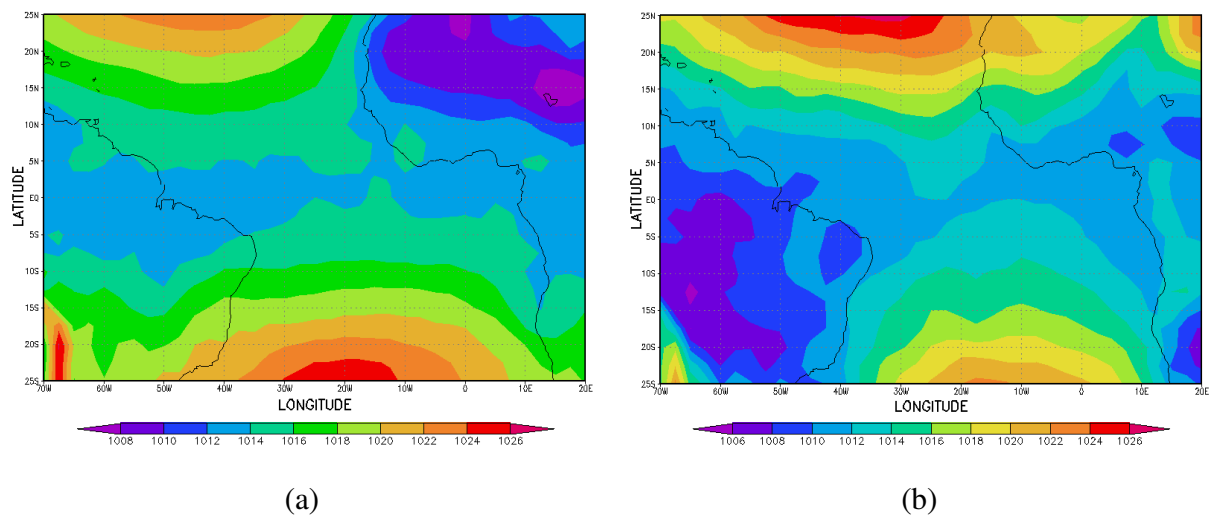 25N
20N
15N
10N
5N
EQ
5S
10S
15S
20S
25S
LATITUDE
70W 60W 50W 40W 30W 20W 10W 0 10E 20E
LONGITUDE
1008 1010 1012 1014 1016 1018 1020 1022 1024 1026
(a)
25N
20N
15N
10N
5N
EQ
5S
10S
15S
20S
25S
LATITUDE
70W 60W 50W 40W 30W 20W 10W 0 10E 20E
LONGITUDE
1006 1008 1010 1012 1014 1016 1018 1020 1022 1024 1026
(b)